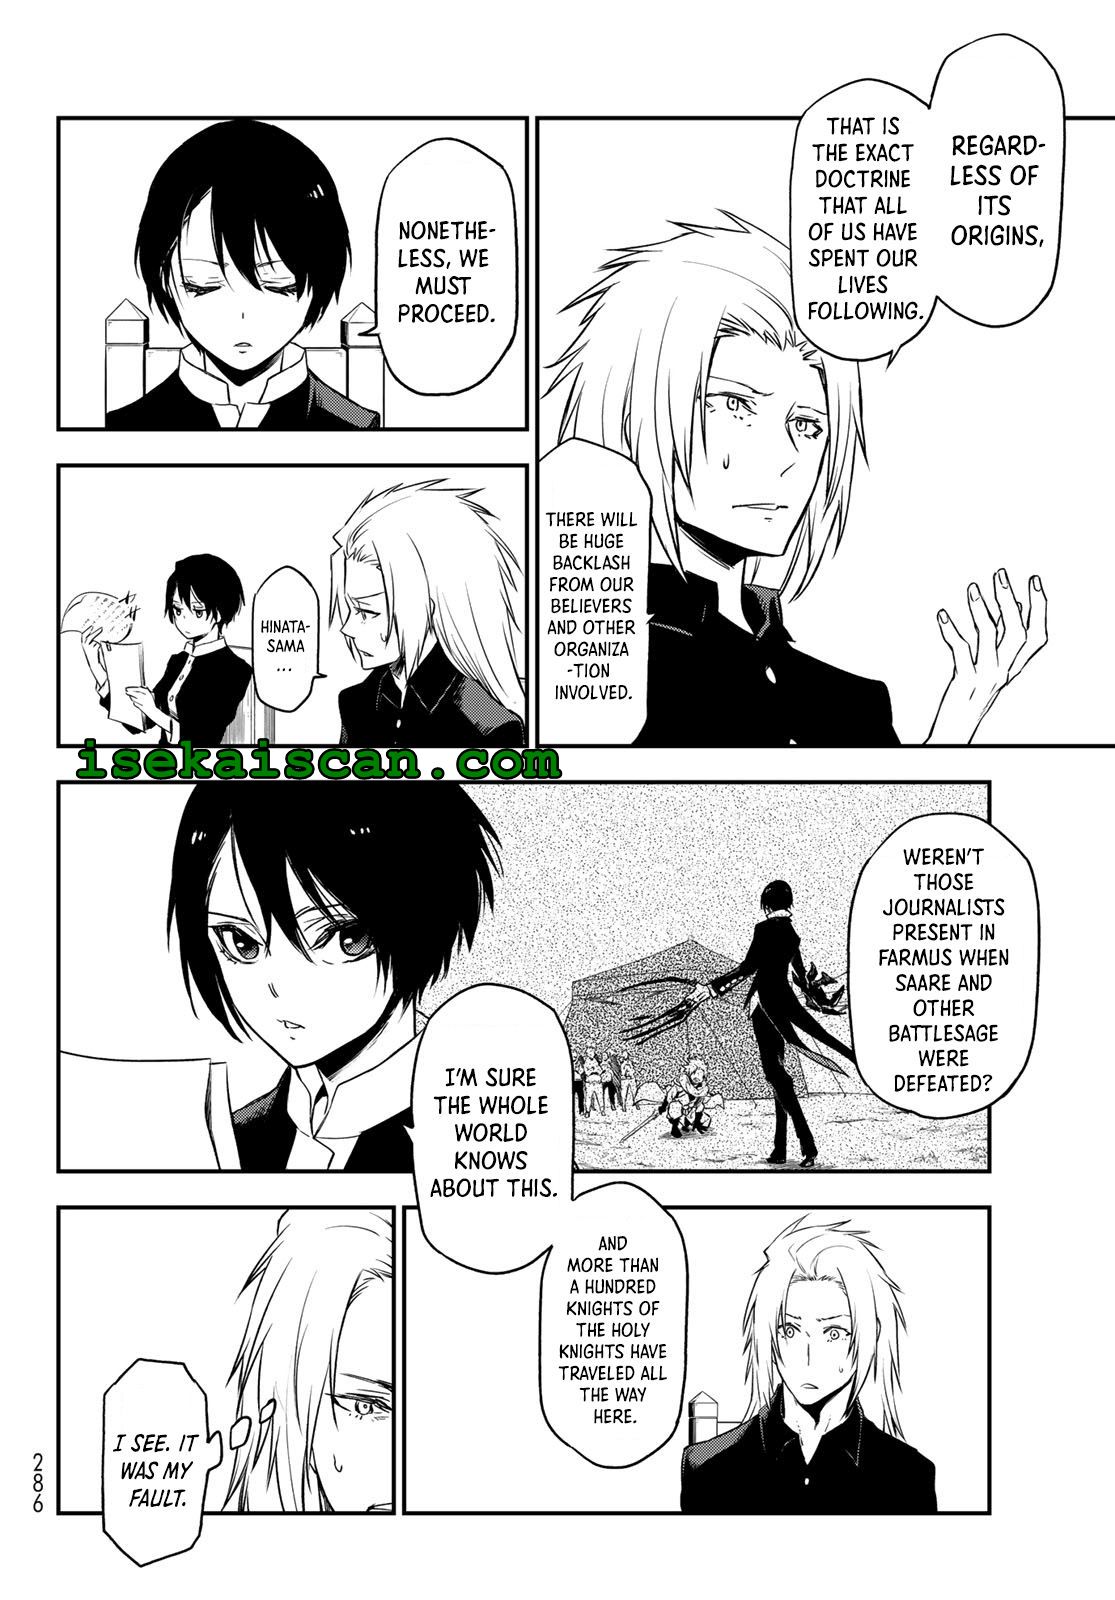 REGARD-
LESS OF
ITS
ORIGINS,
THAT IS
THE EXACT
DOCTRINE
THAT ALL
OF US HAVE
SPENT OUR
LIVES
FOLLOWING.
THERE WILL
BE HUGE
BACKLASH
FROM OUR
BELIEVERS
AND OTHER
ORGANIZA
-TION
INVOLVED.
NONETHE-
LESS, WE
MUST
PROCEED.
HINATA-
SAMA
...
isekaiscan.com
WEREN'T
THOSE
JOURNALISTS
PRESENT IN
FARMUS WHEN
SAARE AND
OTHER
BATTLESAGE
WERE
DEFEATED?
I'M SURE
THE WHOLE
WORLD
KNOWS
ABOUT THIS.
AND
MORE THAN
A HUNDRED
KNIGHTS OF
THE HOLY
KNIGHTS HAVE
TRAVELED ALL
THE WAY
HERE.
I SEE. IT
WAS MY
FAULT.
286